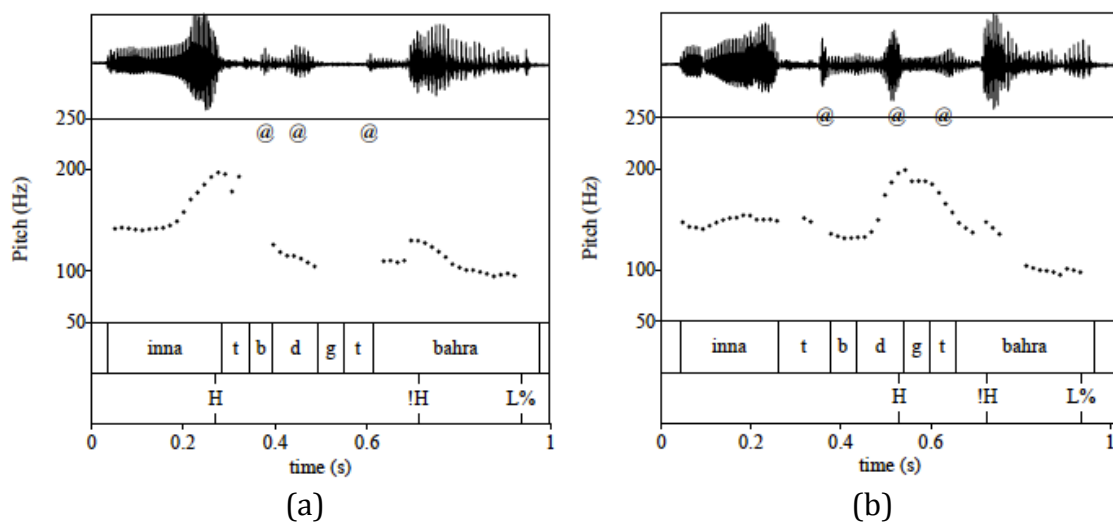 250
200
100
50
Pitch (Hz)
@ @ @
inna t b d g t bahra
H !H L%
0 0.2 0.4 0.6 1
time (s)
(a)
250
200
100
50
Pitch (Hz)
@ @ @
inna t b d g t bahra
H !H L%
0 0.2 0.4 0.6 1
time (s)
(b)